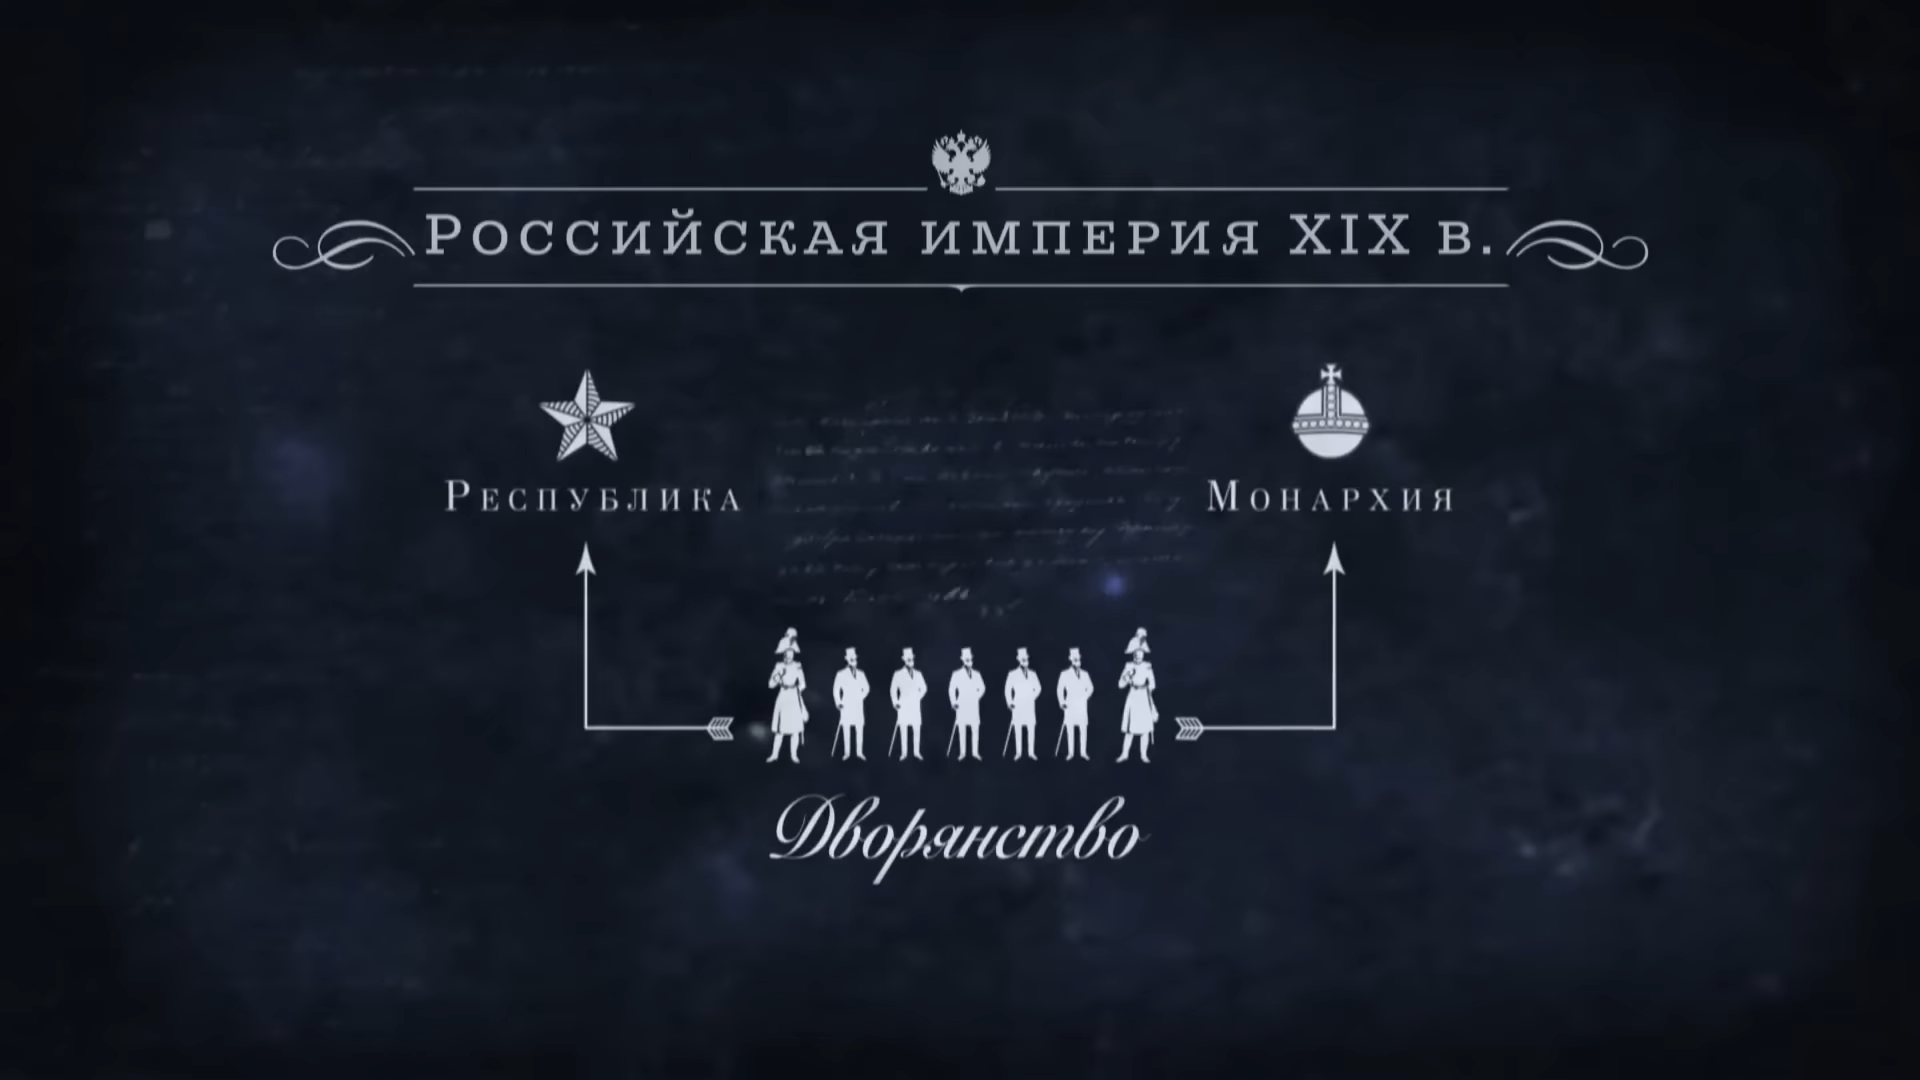 Российская империя XIX в.
Республика
Монархия
Дворянство